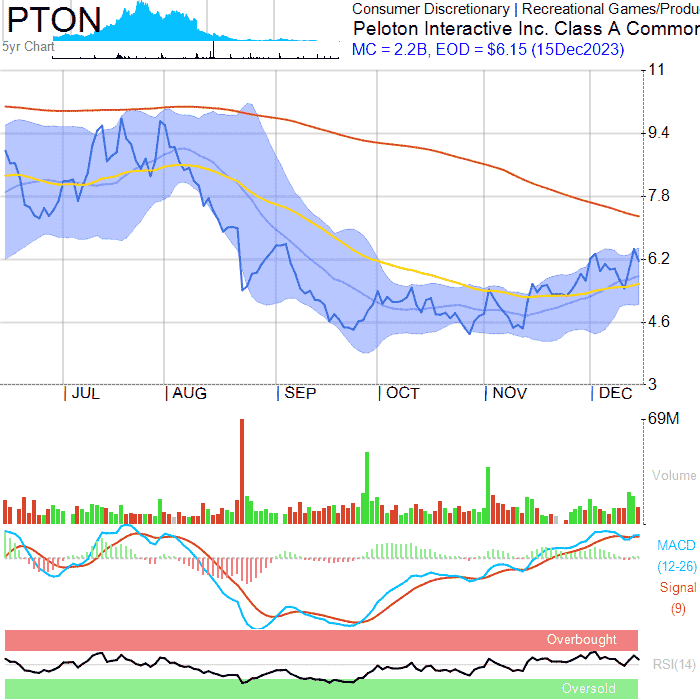 PTON
5yr Chart
Consumer Discretionary | Recreational Games/Produ
Peloton Interactive Inc. Class A Common
MC = 2.2B, EOD = $6.15 (15Dec2023)
11
9.4
7.8
6.2
4.6
3
JUL AUG SEP OCT NOV DEC
69M
Volume
MACD
(12-26)
Signal
(9)
Overbought
RSI(14)
Oversold